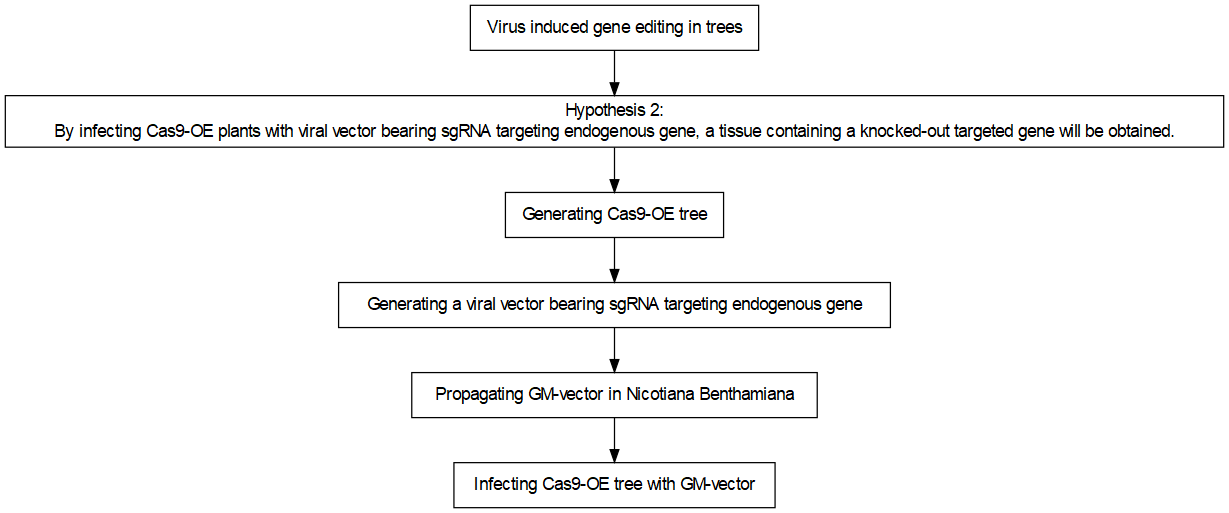 Virus induced gene editing in trees
Hypothesis 2:
By infecting Cas9-OE plants with viral vector bearing sgRNA targeting endogenous gene, a tissue containing a knocked-out targeted gene will be obtained.
Generating Cas9-OE tree
Generating a viral vector bearing sgRNA targeting endogenous gene
Propagating GM-vector in Nicotiana Benthamiana
Infecting Cas9-OE tree with GM-vector